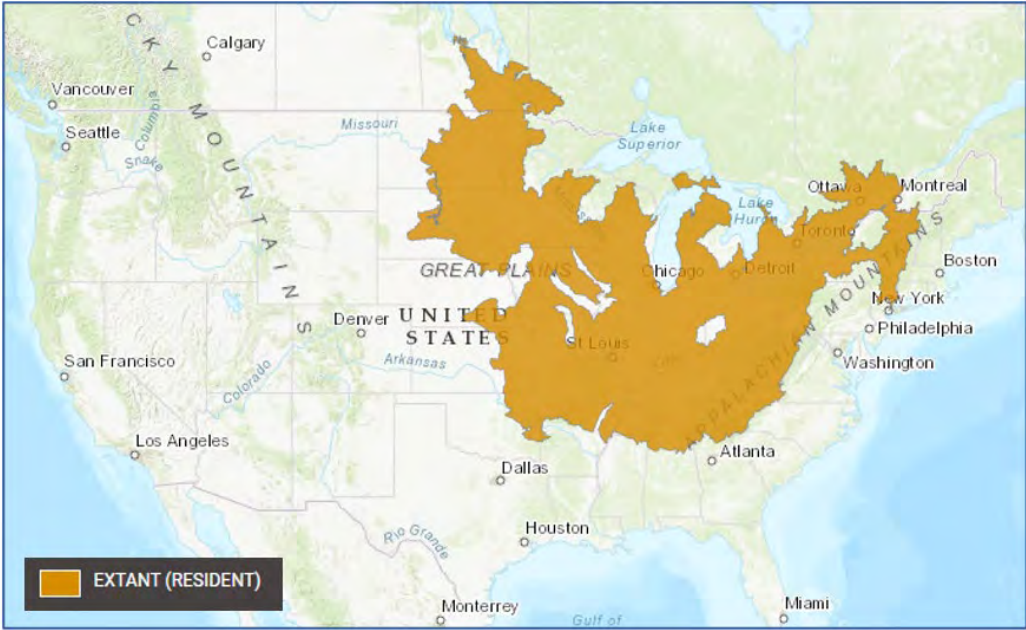 Calgary
Vancouver
Columbia
Seattle
Snake
ROCKY MOUNTAINS
Missouri
Lake
Superior
Ottawa
Montreal
Lake
Huron
Toronto
GREAT PLAINS
Chicago
Detroit
Boston
New York
Denver
UNITED
STATES
St Louis
Philadelphia
APPALACHIAN MOUNTAINS
San Francisco
Arkansas
Washington
Colorado
Los Angeles
Atlanta
Dallas
Rio Grande
Houston
EXTANT (RESIDENT)
Monterrey
Miami
Gulf of